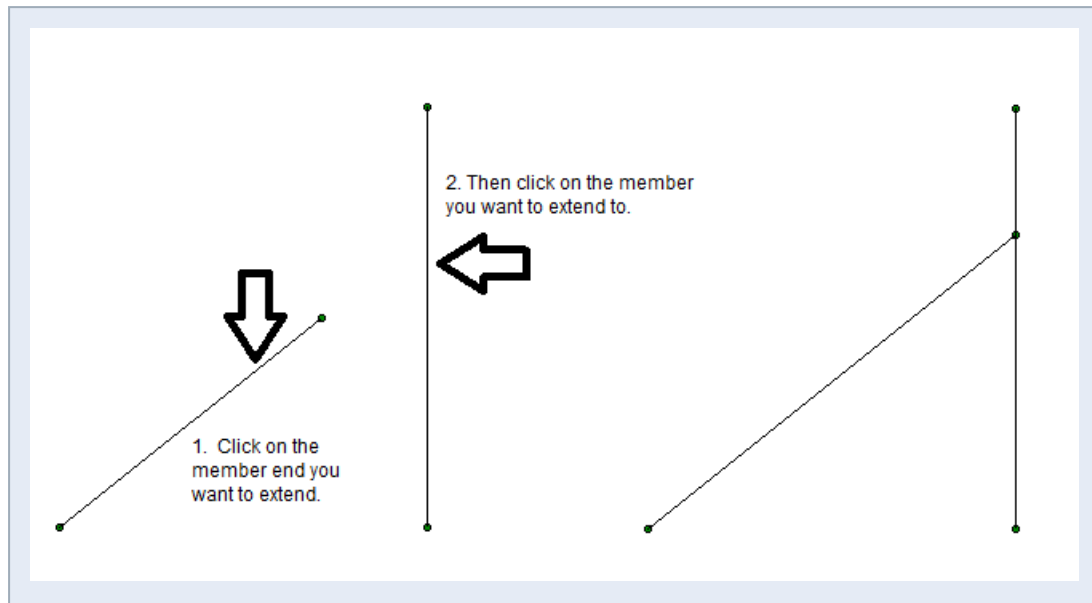 2. Then click on the member
you want to extend to.
1.  Click on the
member end you
want to extend.